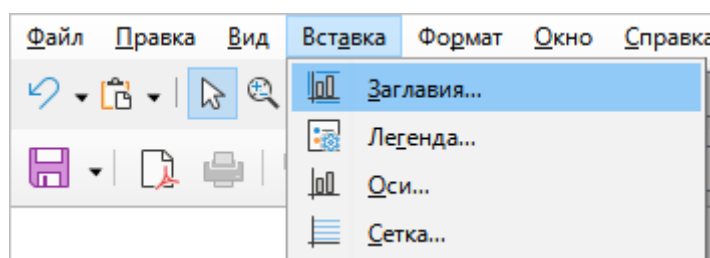 Файл Правка Вид Вставка Формат Окно Справка
Заглавия...
Легенда...
Оси...
Сетка...